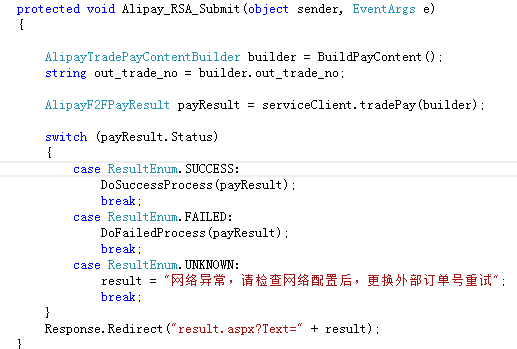 protected void Alipay_RSA_Submit(object sender, EventArgs e)
{
AlipayTradePayContentBuilder builder = BuildPayContent();
string out_trade_no = builder.out_trade_no;
AlipayF2FPayResult payResult = serviceClient.tradePay(builder);
switch (payResult.Status)
{
case ResultEnum.SUCCESS:
DoSuccessProcess(payResult);
break;
case ResultEnum.FAILED:
DoFailedProcess(payResult);
break;
case ResultEnum.UNKNOWN:
result = "网络异常，请检查网络配置后，更换外部订单号重试";
break;
}
Response.Redirect("result.aspx?Text=" + result);
}